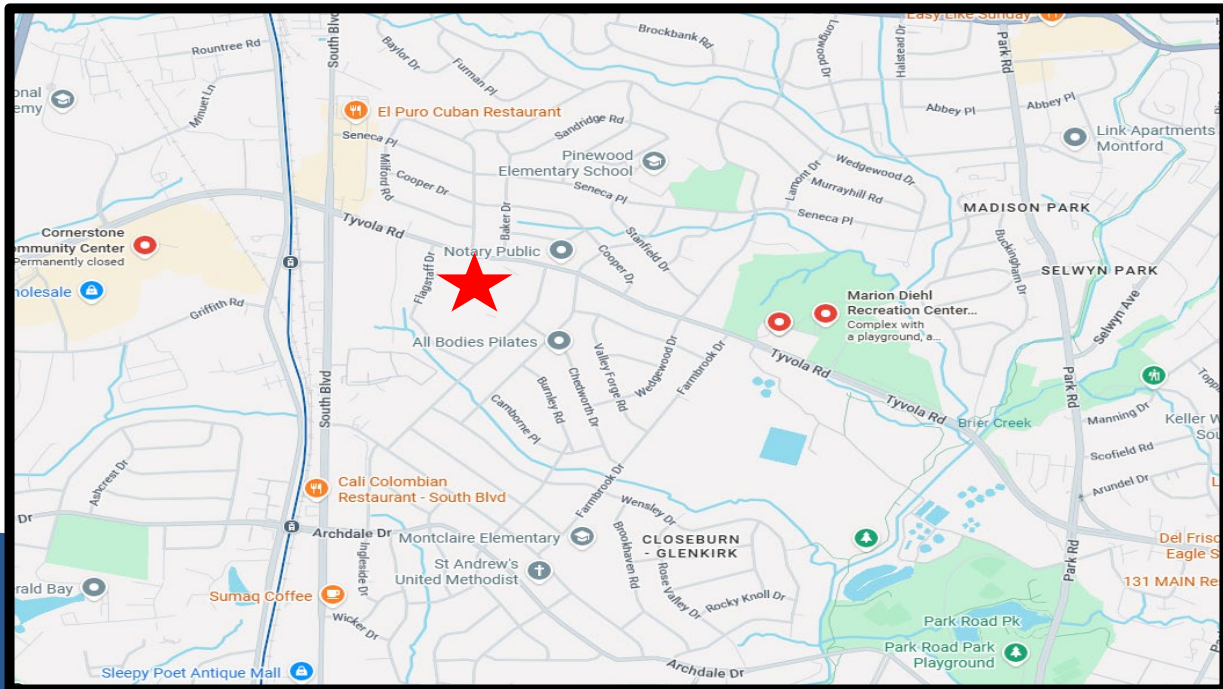 Easy Like Sunday
Rountree Rd
South Blvd
Baylor Dr
Brockbank Rd
Longwood Dr
Halstead Dr
Park Rd
Furman Pl
onal
emy
Minuet Ln
El Puro Cuban Restaurant
Abbey Pl
Abbey Pl
Sandridge Rd
Link Apartments
Montford
Seneca Pl
Pinewood
Elementary School
Milford Rd
Cooper Dr
Seneca Pl
Lamont Dr
Wedgewood Dr
Murrayhill Rd
MADISON PARK
Seneca Pl
Tyvola Rd
Baker Dr
Cornerstone
ommunity Center
Permanently closed
Notary Public
Stanfield Dr
Cooper Dr
Buckingham Dr
SELWYN PARK
Flagstaff Dr
holesale
Griffith Rd
Marion Diehl
Recreation Center...
Complex with
a playground, a...
Selwyn Ave
All Bodies Pilates
Valley Forge Rd
Wedgewood Dr
Farmbrook Dr
Tyvola Rd
South Blvd
Burnley Rd
Chedworth Dr
Park Rd
Camborne Pl
Tyvola Rd
Brier Creek
Manning Dr
Keller W
Sou
Scofield Rd
Ashcrest Dr
Cali Colombian
Restaurant - South Blvd
Farmbrook Dr
Arundel Dr
Wensley Dr
Dr
Archdale Dr
Montclaire Elementary
CLOSEBURN
- GLENKIRK
Brookhaven Rd
Del Frisc
Eagle S
Ingleside Dr
St Andrew's
United Methodist
Rose Valley Dr
Park Rd
131 MAIN Re
erald Bay
Sumaq Coffee
Rocky Knoll Dr
Wicker Dr
Park Road Pk
Park Road Park
Playground
Archdale Dr
Sleepy Poet Antique Mall